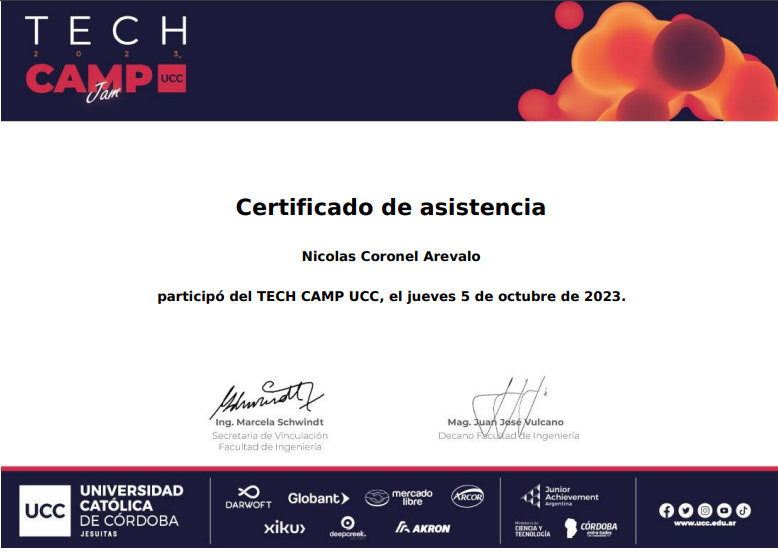 TECH
2 0 2 3_
CAMP UCC
Jam
Certificado de asistencia
Nicolas Coronel Arevalo
participó del TECH CAMP UCC, el jueves 5 de octubre de 2023.
Ing. Marcela Schwindt
Secretaria de Vinculación
Facultad de Ingeniería
Mag. Juan José Vulcano
Decano Facultad de Ingeniería
UCC
UNIVERSIDAD
CATÓLICA
DE CÓRDOBA
JESUITAS
DARWOFT
Globant
mercado
libre
ARCOR
xiku
deepcreek.
AKRON
Junior
Achievement
Argentina
Ministerio de
CIENCIA Y
TECNOLOGÍA
CÓRDOBA
entre todos
www.ucc.edu.ar